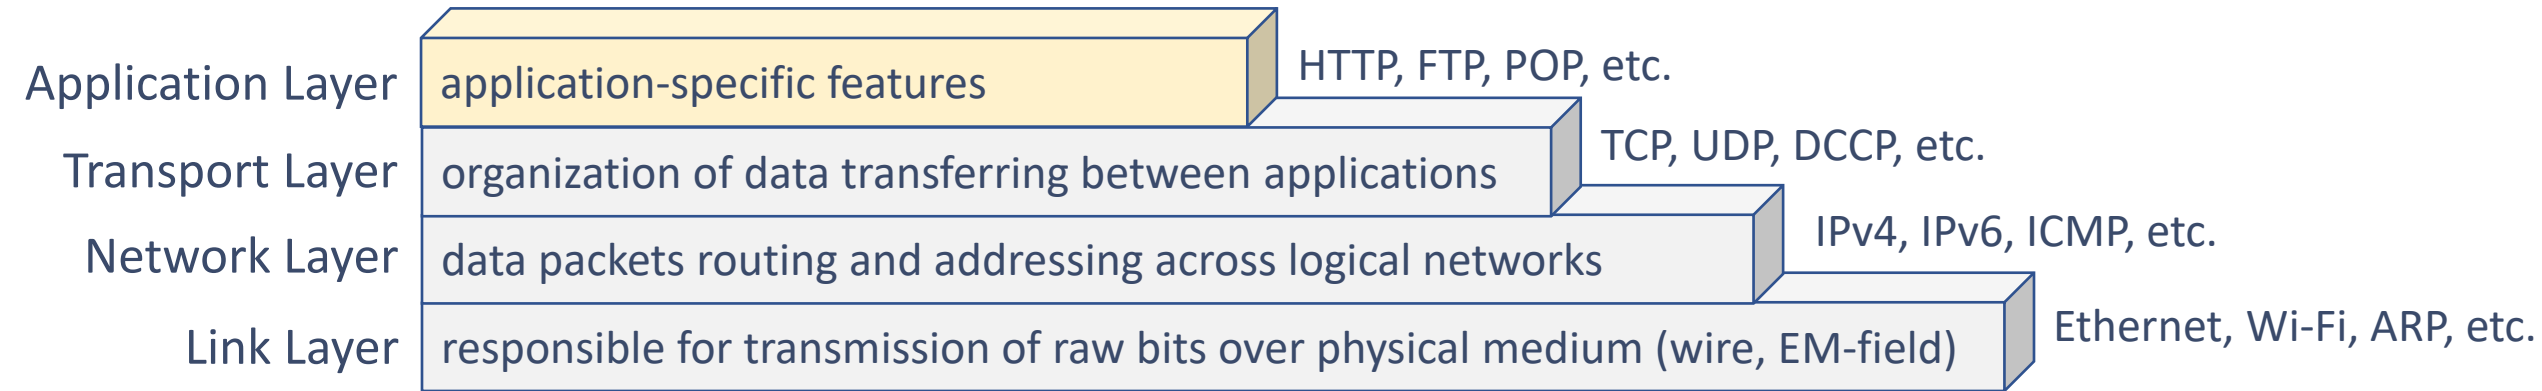 Application Layer
application-specific features
HTTP, FTP, POP, etc.
Transport Layer
organization of data transferring between applications
TCP, UDP, DCCP, etc.
Network Layer
data packets routing and addressing across logical networks
IPv4, IPv6, ICMP, etc.
Link Layer
responsible for transmission of raw bits over physical medium (wire, EM-field)
Ethernet, Wi-Fi, ARP, etc.